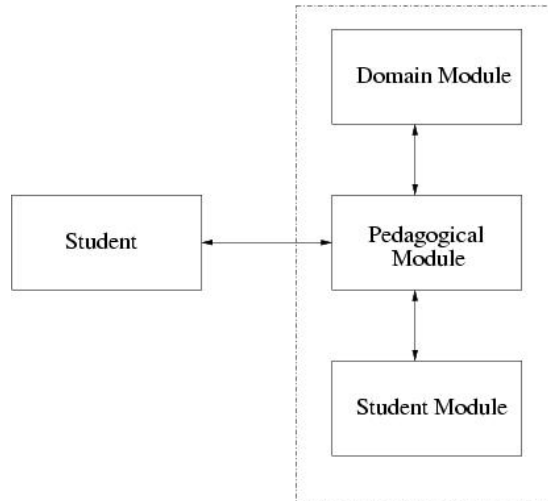 Domain Module
Student
Pedagogical
Module
Student Module